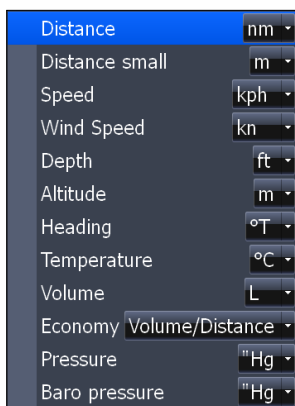 Distance nm
Distance small m
Speed kph
Wind Speed kn
Depth ft
Altitude m
Heading °T
Temperature °C
Volume L
Economy Volume/Distance
Pressure "Hg
Baro pressure "Hg